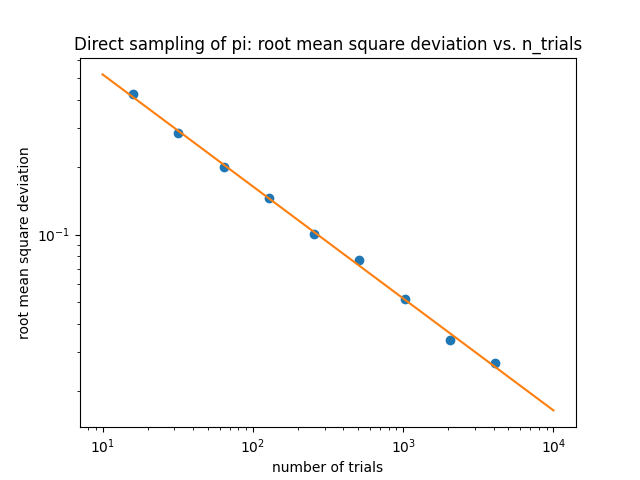 Direct sampling of pi: root mean square deviation vs. n_trials
root mean square deviation
10⁻¹
10¹ 10² 10³ 10⁴
number of trials